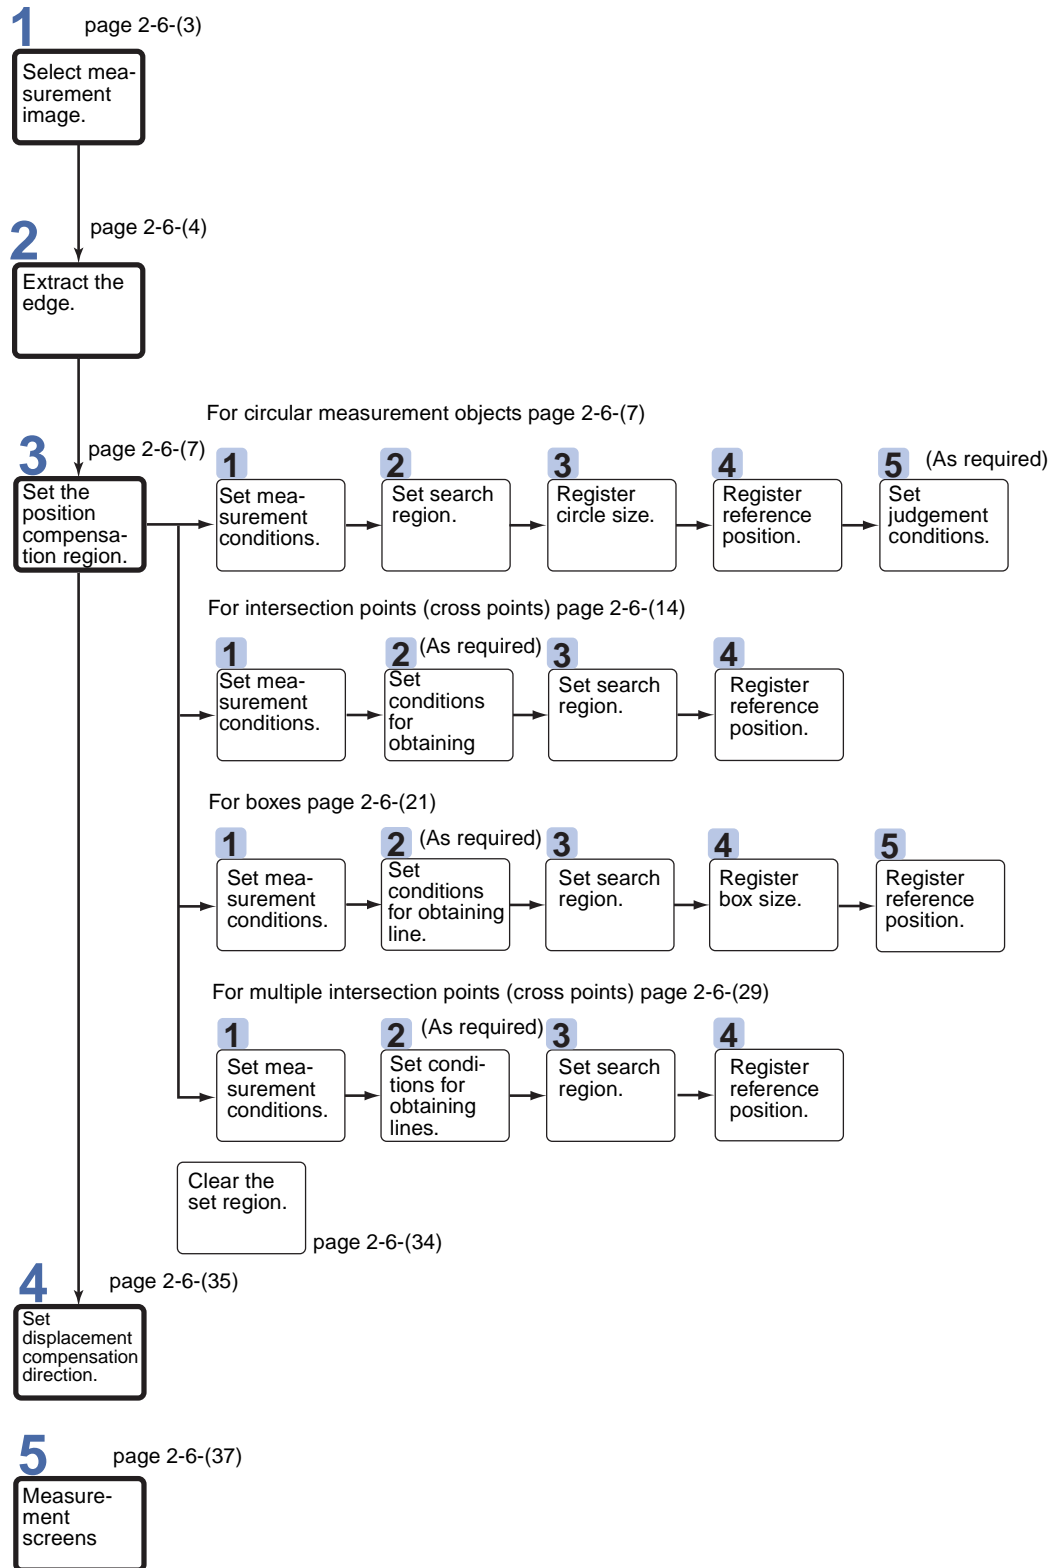 1
page 2-6-(3)
Select mea-
surement
image.
2
page 2-6-(4)
Extract the
edge.
3
page 2-6-(7)
Set the
position
compensa-
tion region.
For circular measurement objects page 2-6-(7)
1
Set mea-
surement
conditions.
2
Set search
region.
3
Register
circle size.
4
Register
reference
position.
5
(As required)
Set
judgement
conditions.
For intersection points (cross points) page 2-6-(14)
1
Set mea-
surement
conditions.
2
(As required)
Set
conditions
for
obtaining
3
Set search
region.
4
Register
reference
position.
For boxes page 2-6-(21)
1
Set mea-
surement
conditions.
2
(As required)
Set
conditions
for obtaining
line.
3
Set search
region.
4
Register
box size.
5
Register
reference
position.
For multiple intersection points (cross points) page 2-6-(29)
1
Set mea-
surement
conditions.
2
(As required)
Set condi-
tions for
obtaining
lines.
3
Set search
region.
4
Register
reference
position.
Clear the
set region.
page 2-6-(34)
4
page 2-6-(35)
Set
displacement
compensation
direction.
5
page 2-6-(37)
Measure-
ment
screens